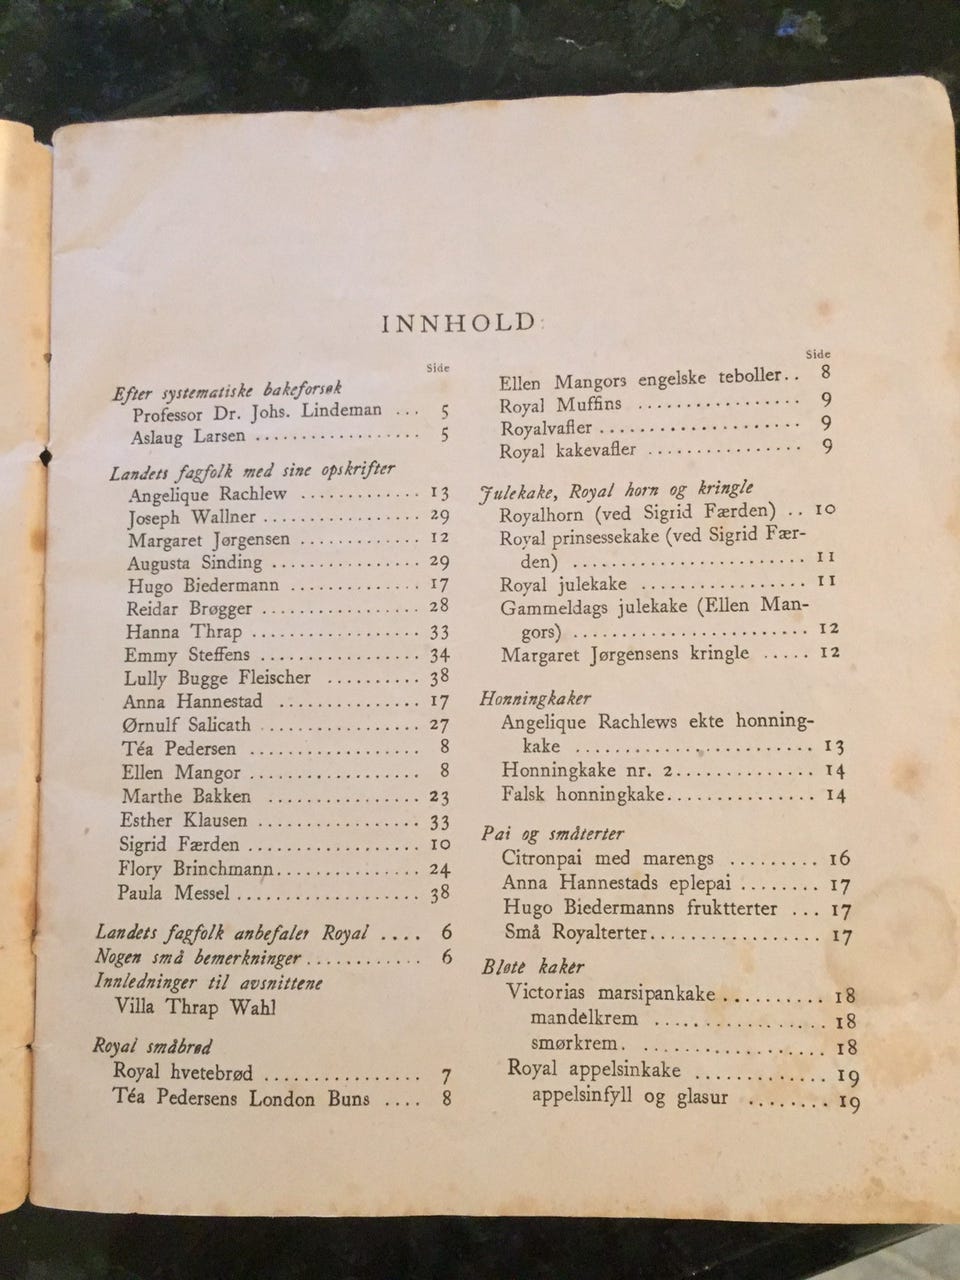 INNHOLD
Side
Efter systematiske bakeforsøk
Professor Dr. Johs. Lindeman ... 5
Aslaug Larsen .................. 5
Landets fagfolk med sine opskrifter
Angelique Rachlew ............. 13
Joseph Wallner ................. 29
Margaret Jørgensen ............. 12
Augusta Sinding ................ 29
Hugo Biedermann .............. 17
Reidar Brøgger ................. 28
Hanna Thrap .................. 33
Emmy Steffens ................. 34
Lully Bugge Fleischer .......... 38
Anna Hannestad ............... 17
Ørnulf Salicath ................. 27
Téa Pedersen .................. 8
Ellen Mangor .................. 8
Marthe Bakken ................ 23
Esther Klausen ................. 33
Sigrid Færden .................. 10
Flory Brinchmann............... 24
Paula Messel .................... 38
Landets fagfolk anbefaler Royal .... 6
Nogen små bemerkninger ............ 6
Innledninger til avsnittene
Villa Thrap Wahl
Royal småbrød
Royal hvetebrød ................ 7
Téa Pedersens London Buns .... 8
Side
Ellen Mangors engelske teboller.. 8
Royal Muffins ................. 9
Royalvafler ..................... 9
Royal kakevafler ................ 9
Julekake, Royal horn og kringle
Royalhorn (ved Sigrid Færden) .. 10
Royal prinsessekake (ved Sigrid Fær-
den) ........................ 11
Royal julekake ................. 11
Gammeldags julekake (Ellen Man-
gors) ........................ 12
Margaret Jørgensens kringle ..... 12
Honningkaker
Angelique Rachlews ekte honning-
kake ........................ 13
Honningkake nr. 2.............. 14
Falsk honningkake............... 14
Pai og småterter
Citronpai med marengs ......... 16
Anna Hannestads eplepai ........ 17
Hugo Biedermanns fruktterter ... 17
Små Royalterter................. 17
Bløte kaker
Victorias marsipankake .......... 18
mandelkrem ................. 18
smørkrem. .................. 18
Royal appelsinkake ............. 19
appelsinfyll og glasur ........ 19